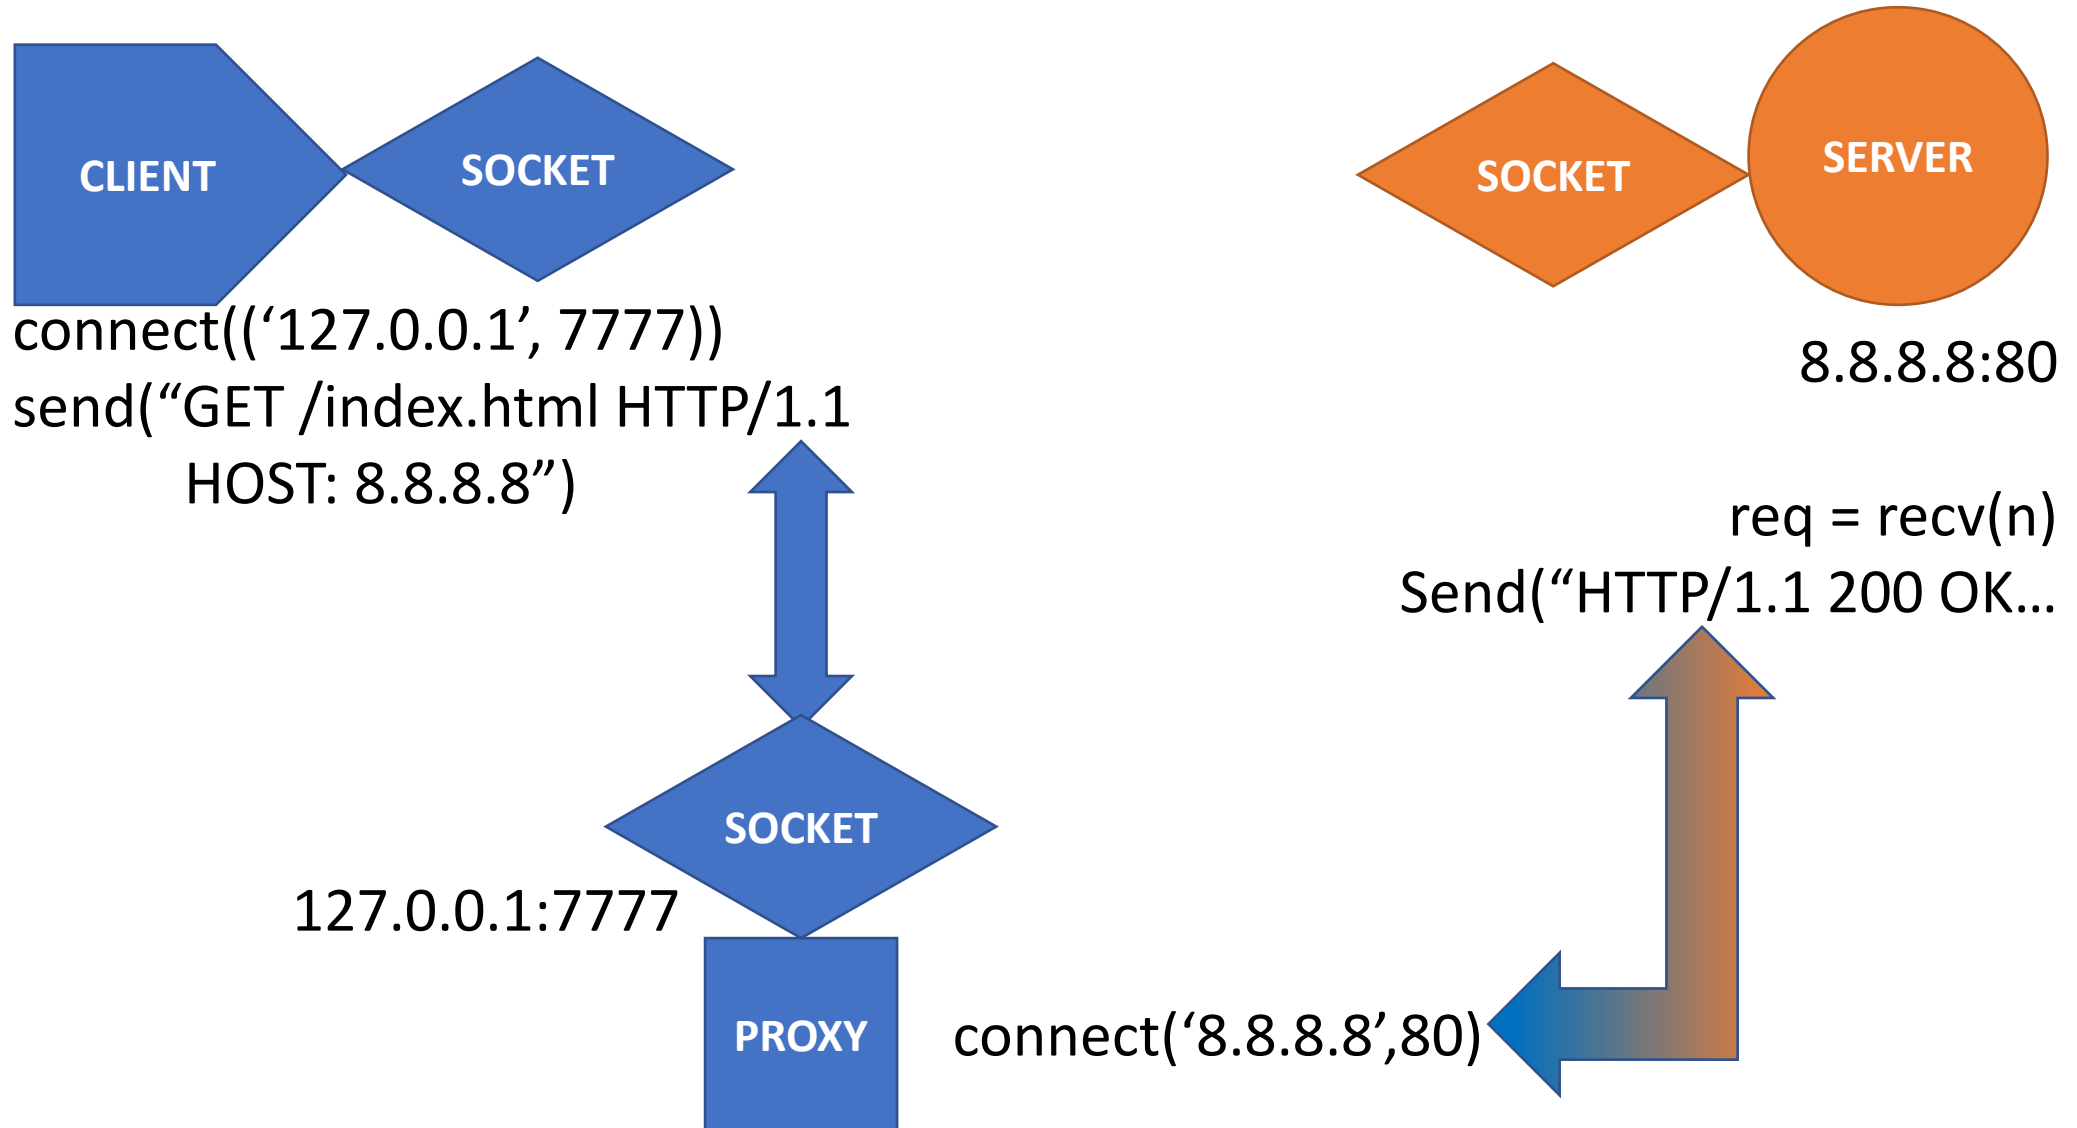 CLIENT
SOCKET
connect((‘127.0.0.1’, 7777))
send(“GET /index.html HTTP/1.1
HOST: 8.8.8.8”)
SOCKET
SERVER
8.8.8.8:80
req = recv(n)
Send(“HTTP/1.1 200 OK…
SOCKET
127.0.0.1:7777
PROXY
connect(‘8.8.8.8’,80)